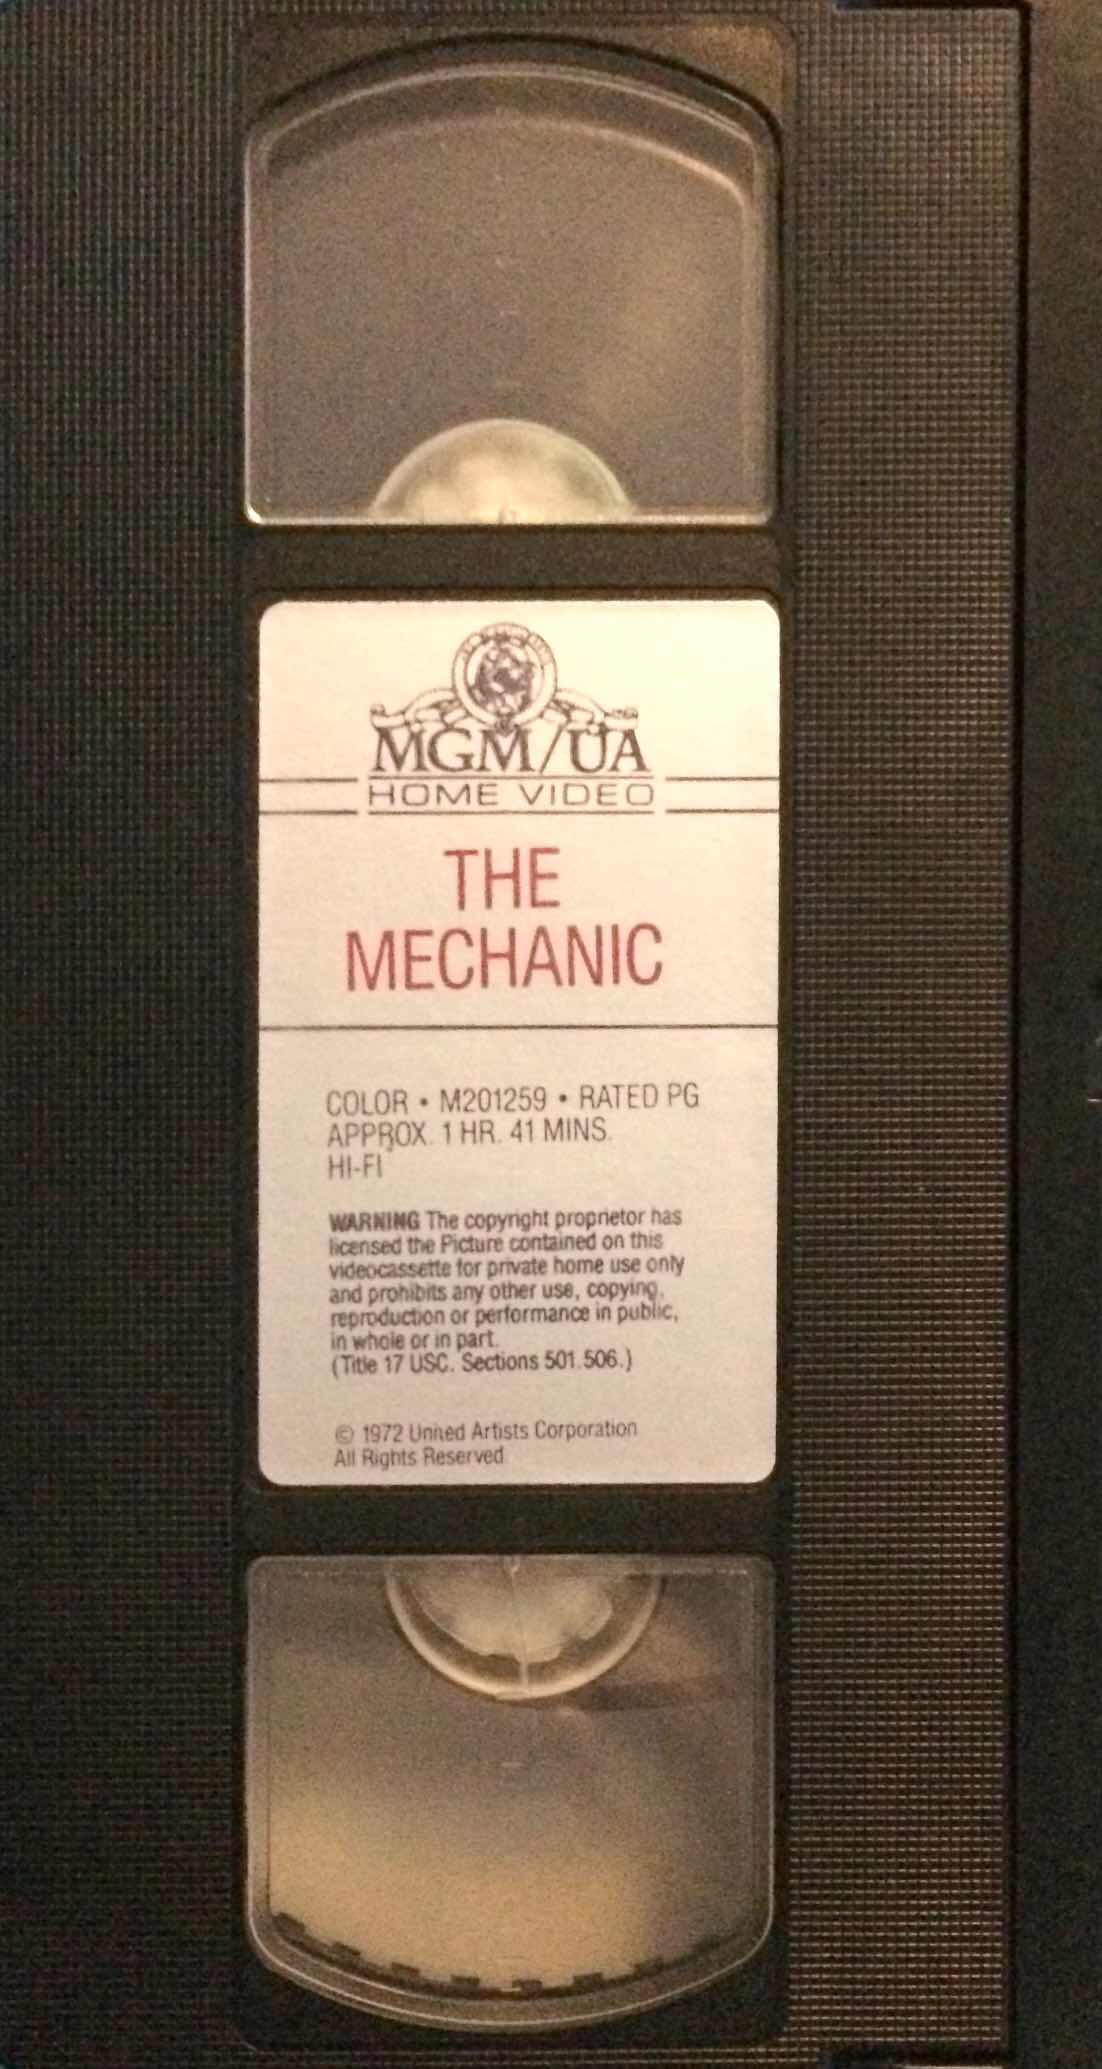 MGM/UA
HOME VIDEO
THE
MECHANIC
COLOR • M201259 • RATED PG
APPROX. 1 HR. 41 MINS.
HI-FI
WARNING The copyright proprietor has
licensed the Picture contained on this
videocassette for private home use only
and prohibits any other use, copying,
reproduction or performance in public,
in whole or in part.
(Title 17 USC. Sections 501.506.)
© 1972 United Artists Corporation
All Rights Reserved